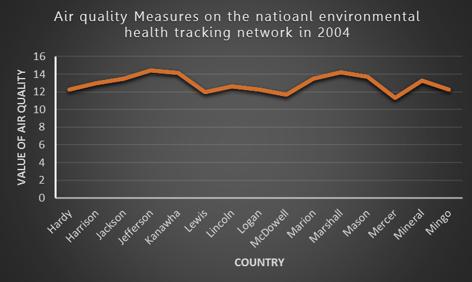 Air quality Measures on the natioanl environmental
health tracking network in 2004
VALUE OF AIR QUALITY
16
14
12
10
8
6
4
2
0
Hardy
Harrison
Jackson
Jefferson
Kanawha
Lewis
Lincoln
Logan
McDowell
Marion
Marshall
Mason
Mercer
Mineral
Mingo
COUNTRY